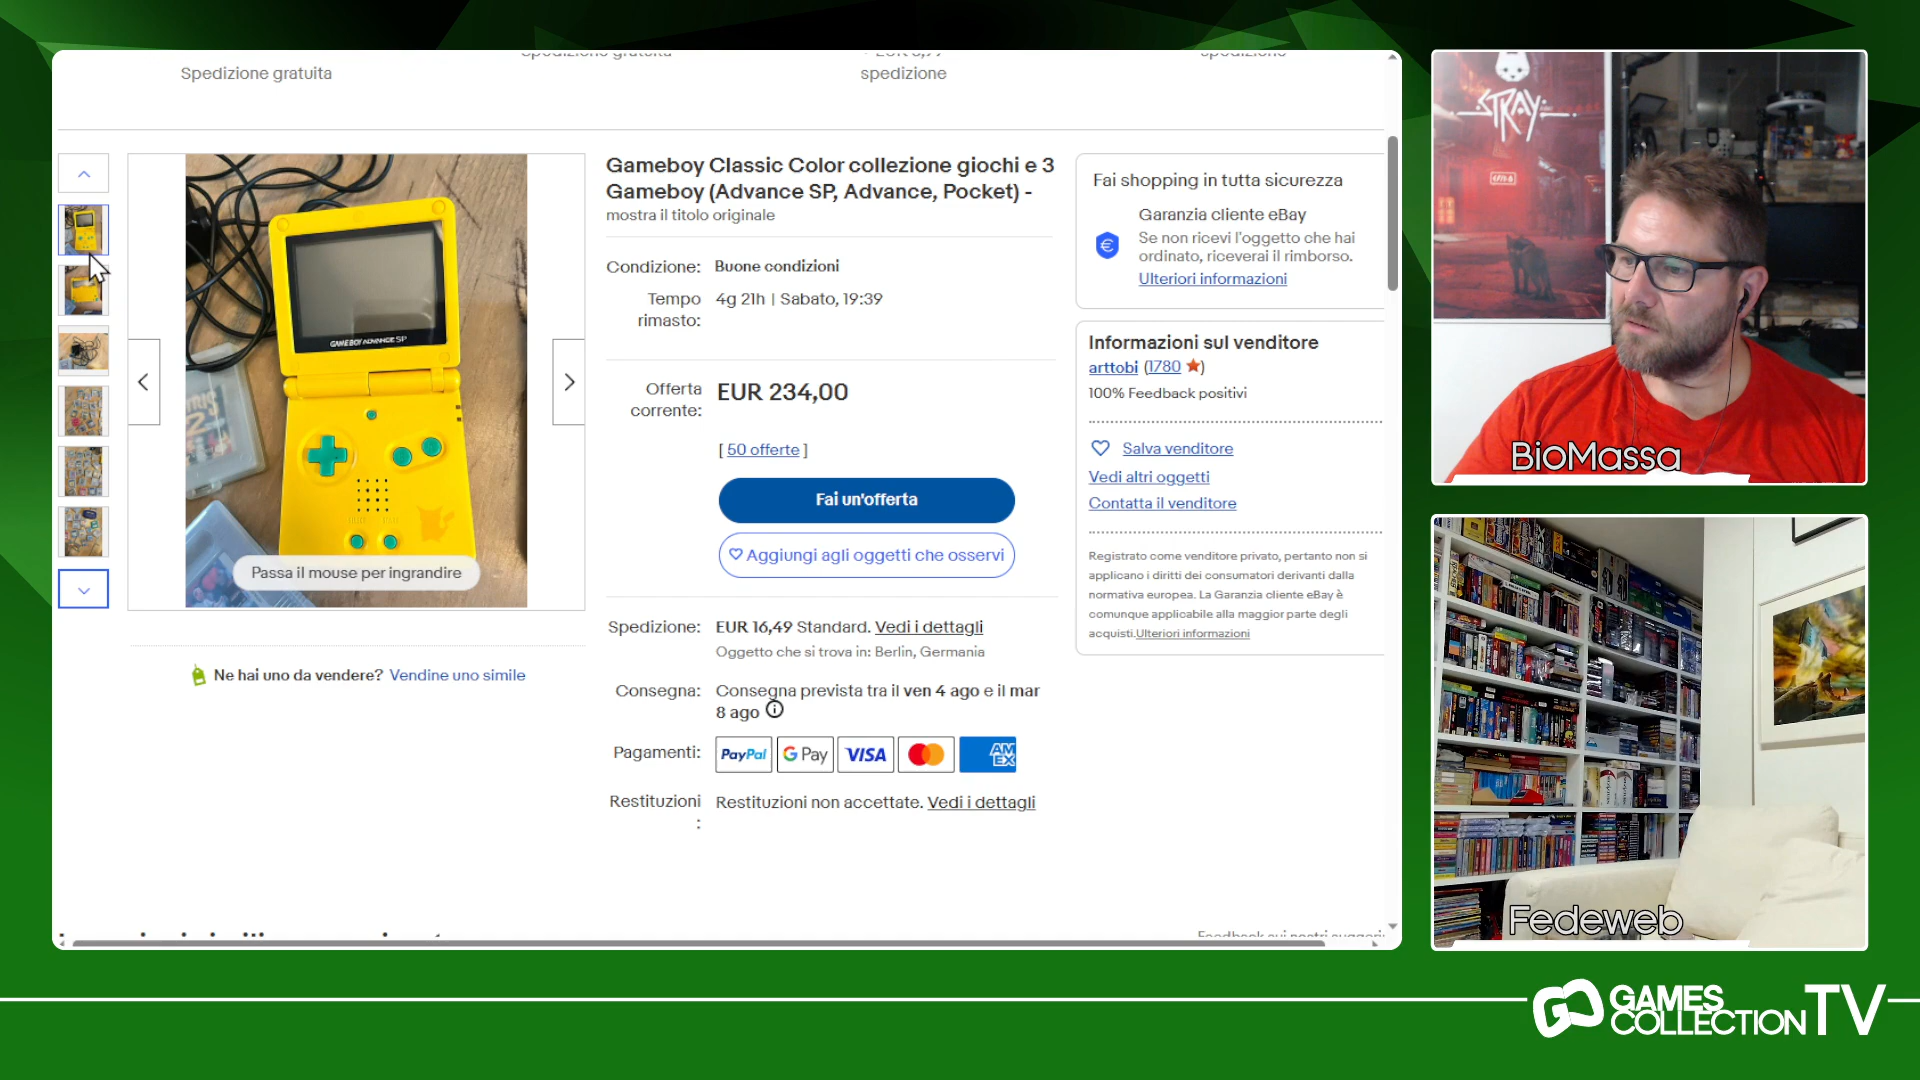 Spedizione gratuita
Spedizione gratuita
spedizione
spedizione
Gameboy Classic Color collezione giochi e 3
Gameboy (Advance SP, Advance, Pocket) -
mostra il titolo originale
Condizione: Buone condizioni
Tempo rimasto: 4g 21h | Sabato, 19:39
Offerta corrente: EUR 234,00
[ 50 offerte ]
Fai un'offerta
Aggiungi agli oggetti che osservi
Spedizione: EUR 16,49 Standard. Vedi i dettagli
Oggetto che si trova in: Berlin, Germania
Consegna: Consegna prevista tra il ven 4 ago e il mar
8 ago
Pagamenti: PayPal G Pay VISA AM EX
Restituzioni : Restituzioni non accettate. Vedi i dettagli
GAME BOY ADVANCE SP
Passa il mouse per ingrandire
Ne hai uno da vendere? Vendine uno simile
Fai shopping in tutta sicurezza
Garanzia cliente eBay
Se non ricevi l'oggetto che hai
ordinato, riceverai il rimborso.
Ulteriori informazioni
Informazioni sul venditore
arttobi (1780)
100% Feedback positivi
Salva venditore
Vedi altri oggetti
Contatta il venditore
Registrato come venditore privato, pertanto non si
applicano i diritti dei consumatori derivanti dalla
normativa europea. La Garanzia cliente eBay è
comunque applicabile alla maggior parte degli
acquisti.Ulteriori informazioni
STRAY
BioMassa
Fedeweb
GAMES
COLLECTION TV